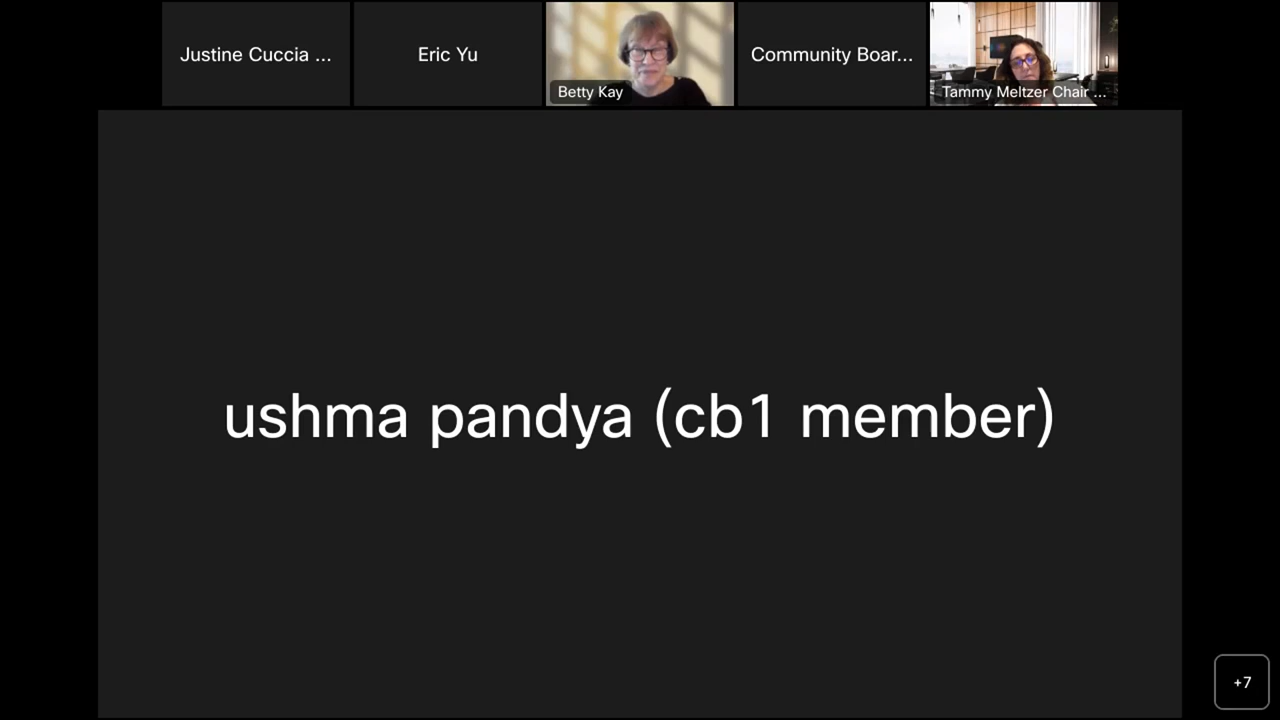 Justine Cuccia ...
Eric Yu
Betty Kay
Community Boar...
Tammy Meltzer Chair ...
ushma pandya (cb1 member)
+7